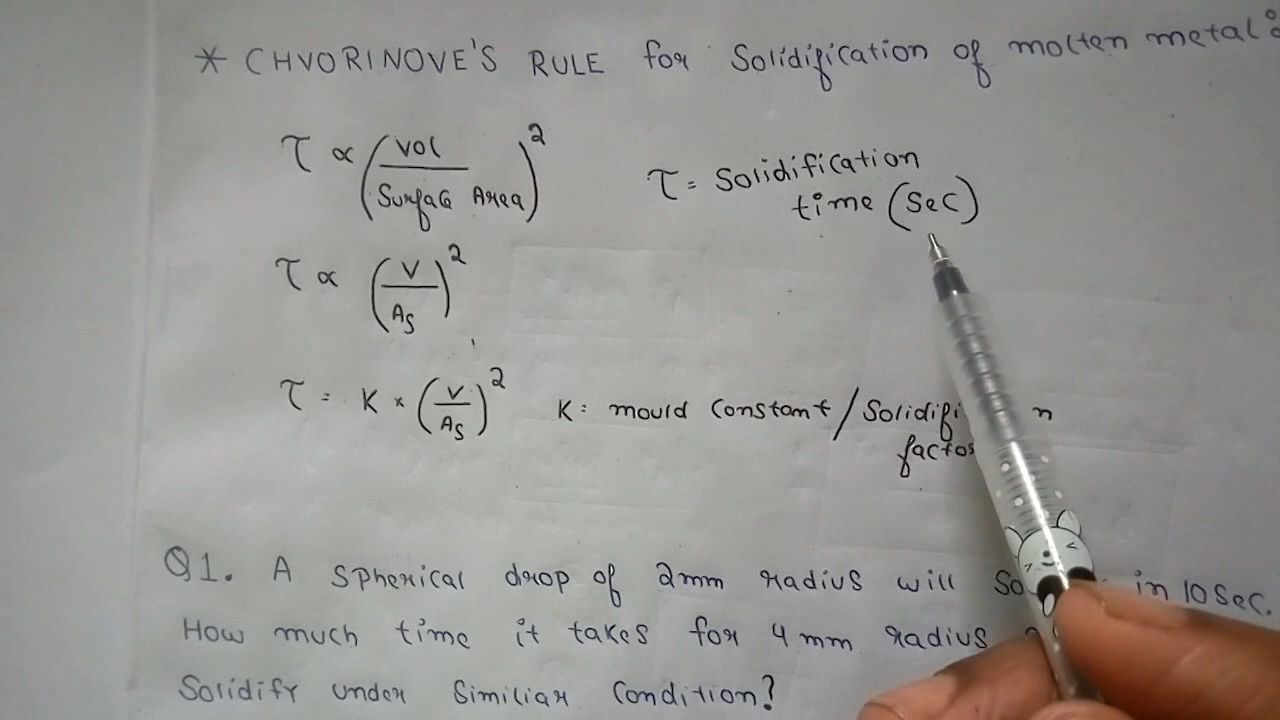 * CHVORINOVE'S RULE for Solidification of molten metal:
τ ∝ (Vol / Surface Area)²
τ = Solidification
time (Sec)
τ ∝ (V / As)²
τ = K × (V / As)²
K = mould Constant / Solidifi n
facto
Q1. A Spherical drop of 2mm radius will So in 10 Sec.
How much time it takes for 4 mm radius
Solidify under Similiar Condition?